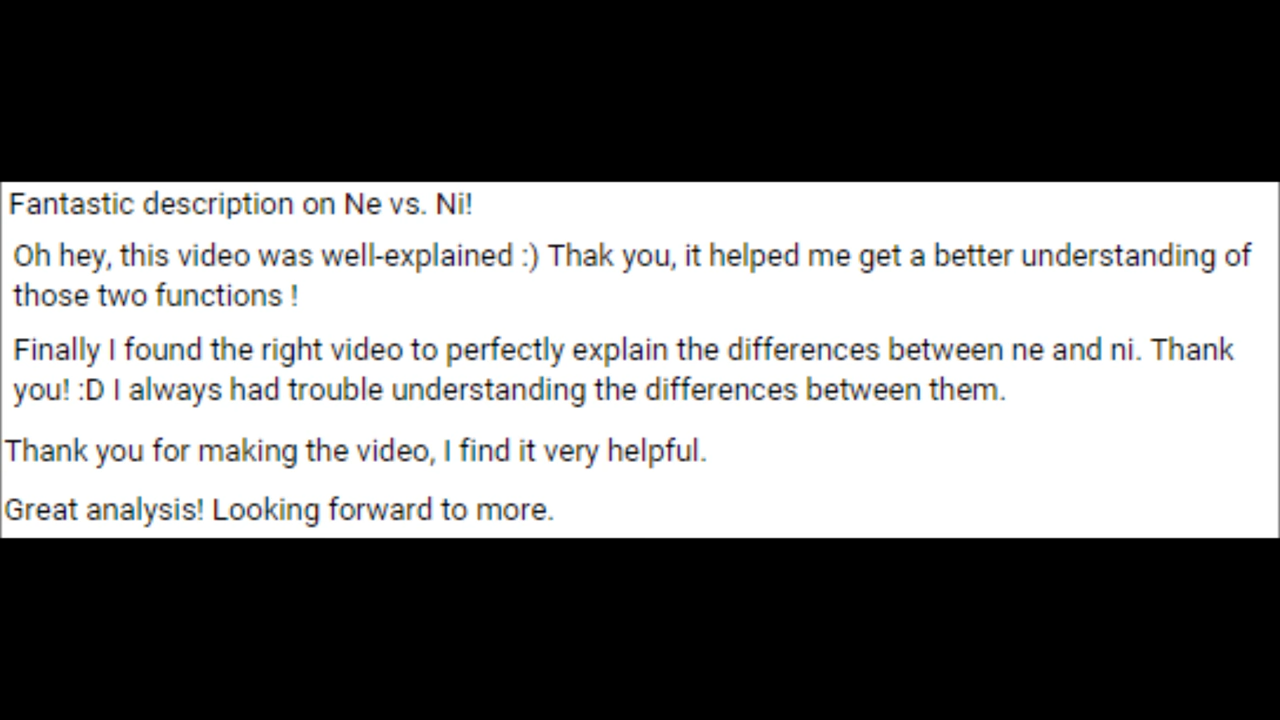 Fantastic description on Ne vs. Ni!
Oh hey, this video was well-explained :) Thak you, it helped me get a better understanding of
those two functions !
Finally I found the right video to perfectly explain the differences between ne and ni. Thank
you! :D I always had trouble understanding the differences between them.
Thank you for making the video, I find it very helpful.
Great analysis! Looking forward to more.